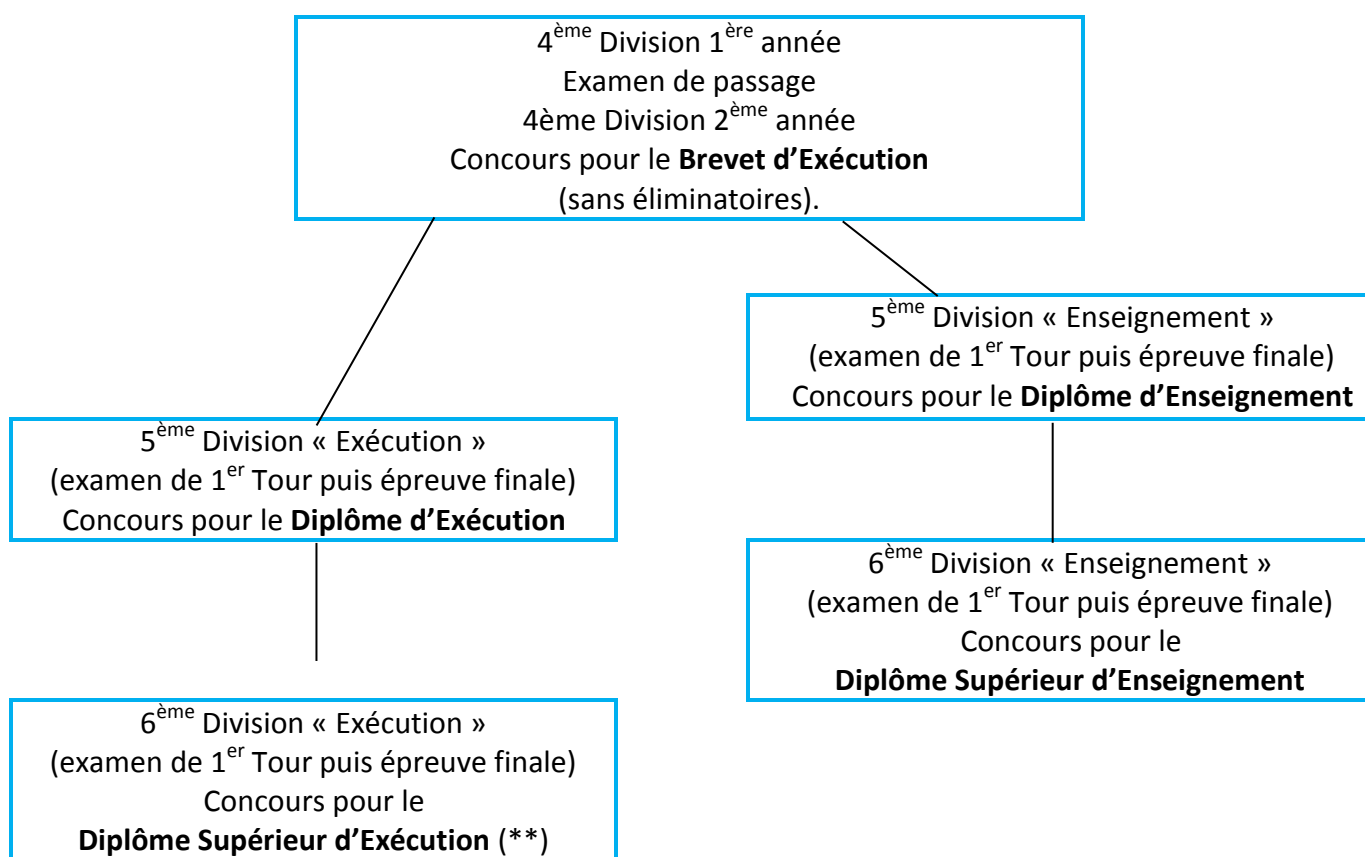 4ème Division 1ère année
Examen de passage
4ème Division 2ème année
Concours pour le Brevet d’Exécution
(sans éliminatoires).
5ème Division « Enseignement »
(examen de 1er Tour puis épreuve finale)
Concours pour le Diplôme d’Enseignement
5ème Division « Exécution »
(examen de 1er Tour puis épreuve finale)
Concours pour le Diplôme d’Exécution
6ème Division « Enseignement »
(examen de 1er Tour puis épreuve finale)
Concours pour le
Diplôme Supérieur d’Enseignement
6ème Division « Exécution »
(examen de 1er Tour puis épreuve finale)
Concours pour le
Diplôme Supérieur d’Exécution (**)